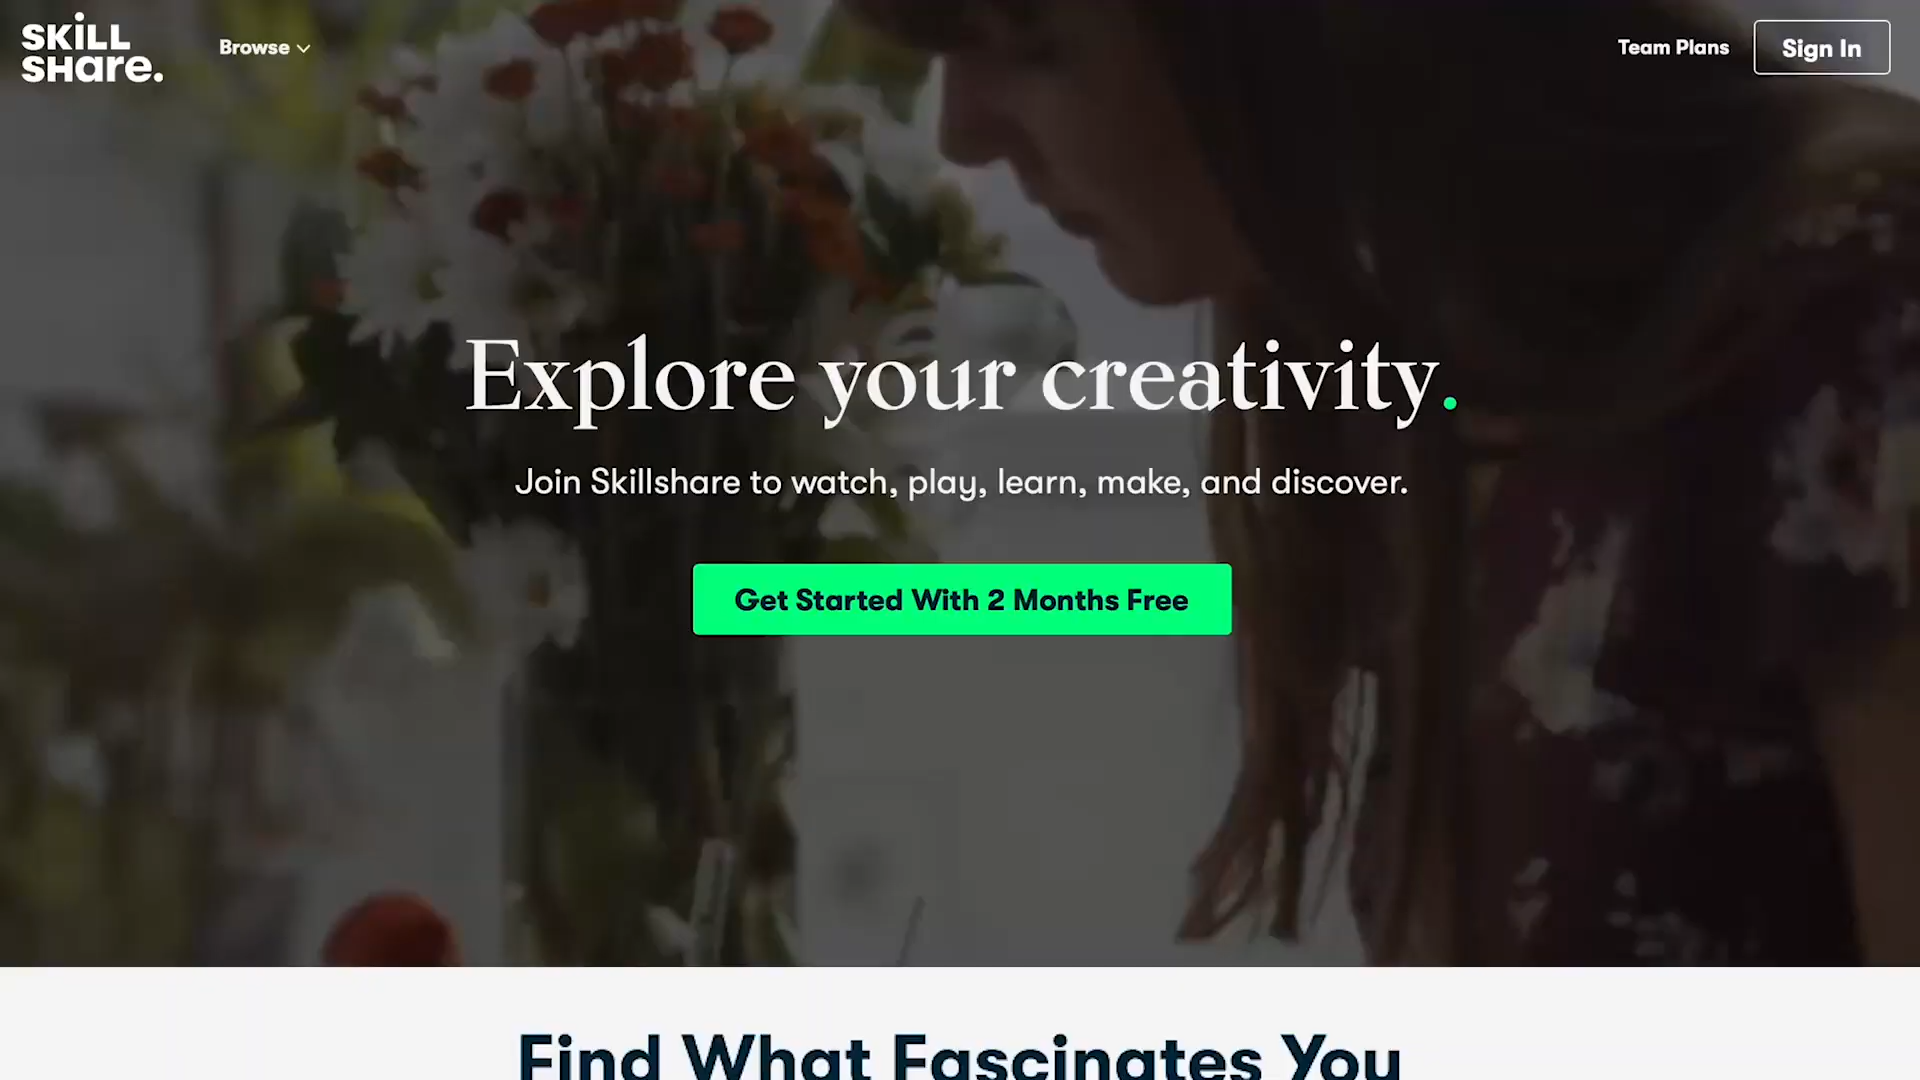 SKiLL
SHare.
Browse
Team Plans
Sign In
Explore your creativity.
Join Skillshare to watch, play, learn, make, and discover.
Get Started With 2 Months Free
Find What Fascinates You